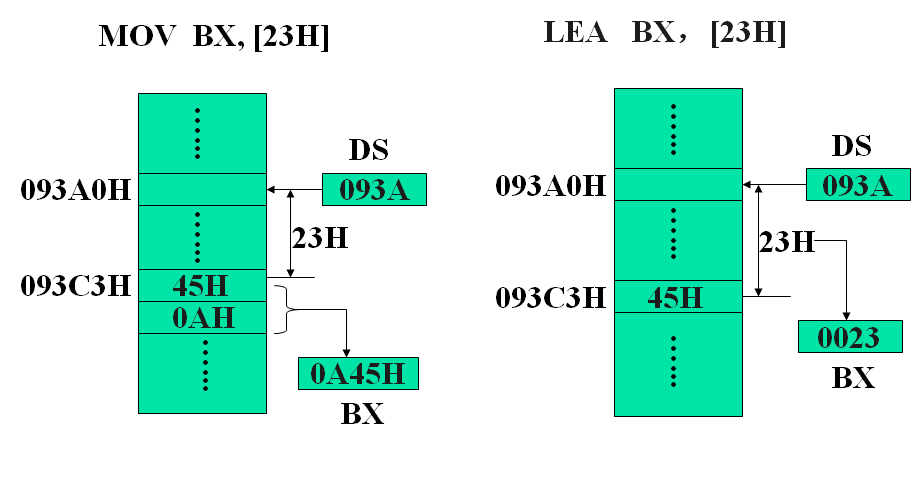 MOV BX, [23H]
DS
093A0H
093A
23H
093C3H
45H
0AH
0A45H
BX
LEA BX， [23H]
DS
093A0H
093A
23H
093C3H
45H
0023
BX